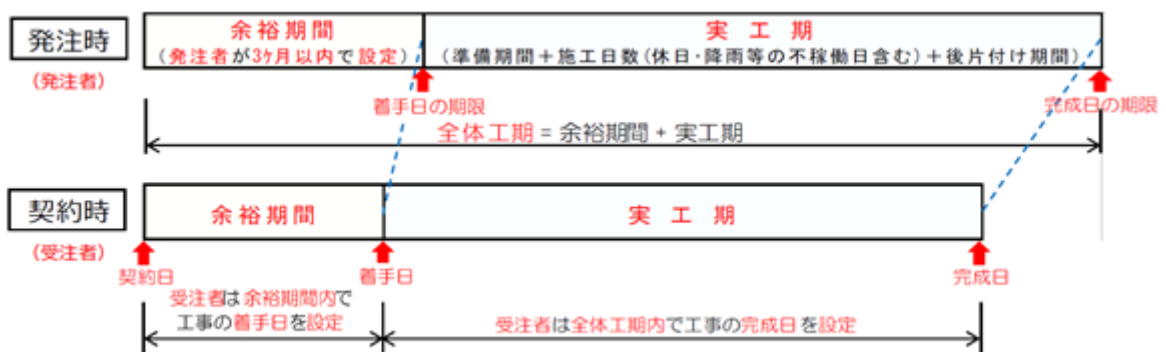 発注時
(発注者)
余裕期間
(発注者が3ヶ月以内で設定)
実工期
(準備期間+施工日数(休日・降雨等の不稼働日含む)+後片付け期間)
着手日の期限
完成日の期限
全体工期 = 余裕期間 + 実工期
契約時
(受注者)
余裕期間
実工期
契約日
着手日
完成日
受注者は余裕期間内で
工事の着手日を設定
受注者は全体工期内で工事の完成日を設定